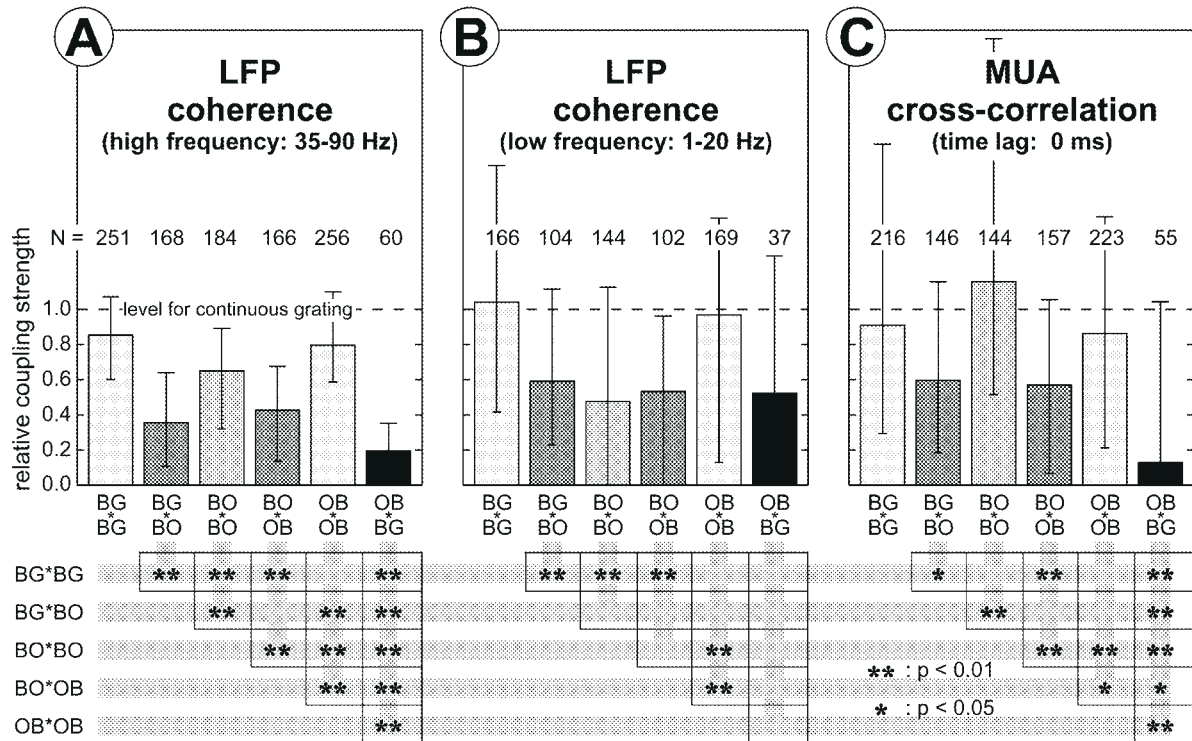 A
LFP
coherence
(high frequency: 35-90 Hz)
B
LFP
coherence
(low frequency: 1-20 Hz)
C
MUA
cross-correlation
(time lag: 0 ms)
N = 251 168 184 166 256 60
166 104 144 102 169 37
216 146 144 157 223 55
relative coupling strength
1.0
0.8
0.6
0.4
0.2
0.0
level for continuous grating
BG BG BO BO OB OB
* * * * * *
BG BO BO OB OB BG
BG BG BO BO OB OB
* * * * * *
BG BO BO OB OB BG
BG BG BO BO OB OB
* * * * * *
BG BO BO OB OB BG
BG*BG ** ** ** ** ** ** ** * ** **
BG*BO ** ** ** ** **
BO*BO ** ** ** ** ** ** **
BO*OB ** ** ** * *
OB*OB ** **
** : p < 0.01
* : p < 0.05